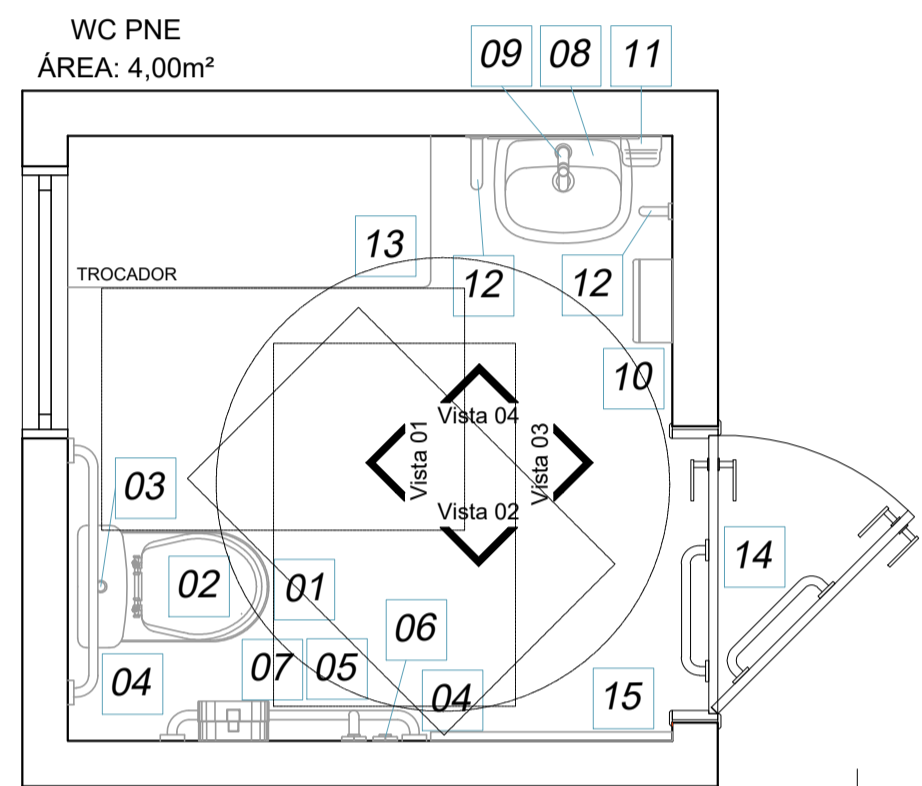 WC PNE
ÁREA: 4,00m²
09 08 11
13
TROCADOR
12 12
10
Vista 04
Vista 01
Vista 03
Vista 02
03
14
02 01
06
07 05
04
04
15